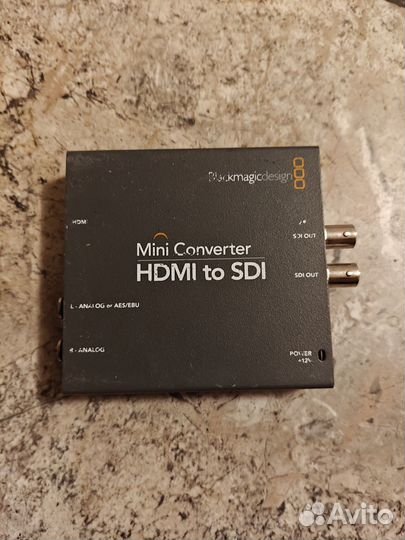 Blackmagicdesign
HDMI
SDI OUT
Mini Converter
HDMI to SDI
SDI OUT
L - ANALOG or AES/EBU
R - ANALOG
POWER
+12V
Avito